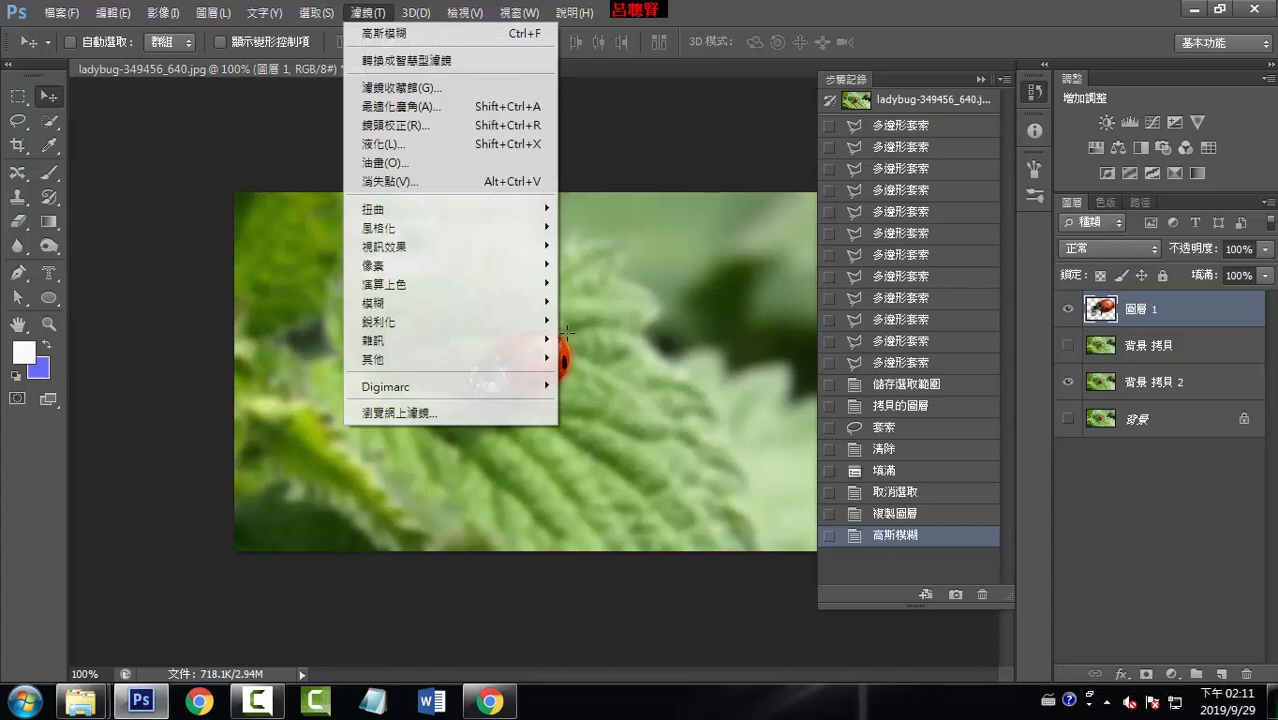 Ps 檔案(F) 編輯(E) 影像(I) 圖層(L) 文字(Y) 選取(S) 濾鏡(T) 3D(D) 檢視(V) 視窗(W) 說明(H) 呂聰賢
自動選取： 群組 顯示變形控制項 3D 模式： 基本功能
ladybug-349456_640.jpg @ 100% (圖層 1, RGB/8#) *
高斯模糊 Ctrl+F
轉換成智慧型濾鏡
濾鏡收藏館(G)...
最適化廣角(A)... Shift+Ctrl+A
鏡頭校正(R)... Shift+Ctrl+R
液化(L)... Shift+Ctrl+X
油畫(O)...
消失點(V)... Alt+Ctrl+V
扭曲
風格化
視訊效果
像素
演算上色
模糊
銳利化
雜訊
其他
Digimarc
瀏覽網上濾鏡...
步驟記錄
ladybug-349456_640.jp...
多邊形套索
多邊形套索
多邊形套索
多邊形套索
多邊形套索
多邊形套索
多邊形套索
多邊形套索
多邊形套索
多邊形套索
多邊形套索
多邊形套索
儲存選取範圍
拷貝的圖層
套索
清除
填滿
取消選取
複製圖層
高斯模糊
調整
增加調整
圖層 色版 路徑
種類
正常 不透明度： 100%
鎖定： 填滿： 100%
圖層 1
背景 拷貝
背景 拷貝 2
背景
100% 文件：718.1K/2.94M
Ps W
下午 02:11
2019/9/29